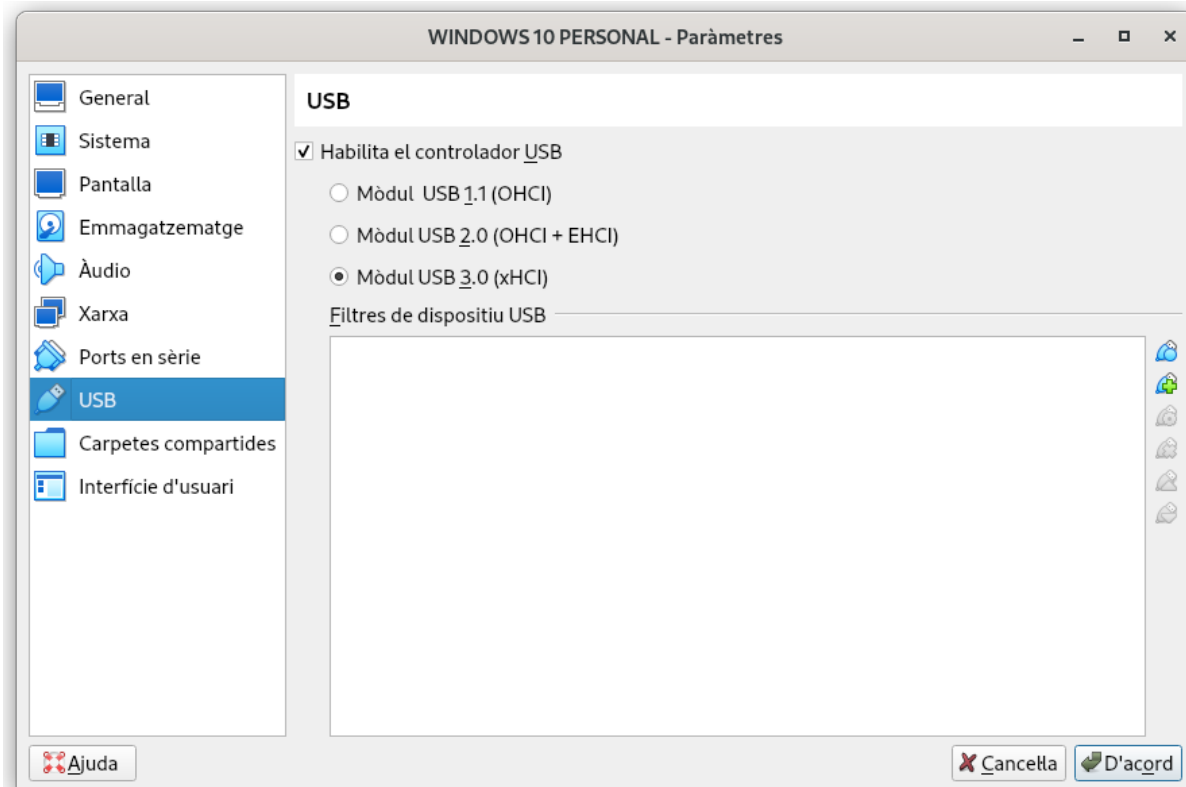 WINDOWS 10 PERSONAL - Paràmetres
General
Sistema
Pantalla
Emmagatzematge
Àudio
Xarxa
Ports en sèrie
USB
Carpetes compartides
Interfície d'usuari
USB
Habilita el controlador USB
Mòdul USB 1.1 (OHCI)
Mòdul USB 2.0 (OHCI + EHCI)
Mòdul USB 3.0 (xHCI)
Filtres de dispositiu USB
Ajuda
Cancel·la
D'acord